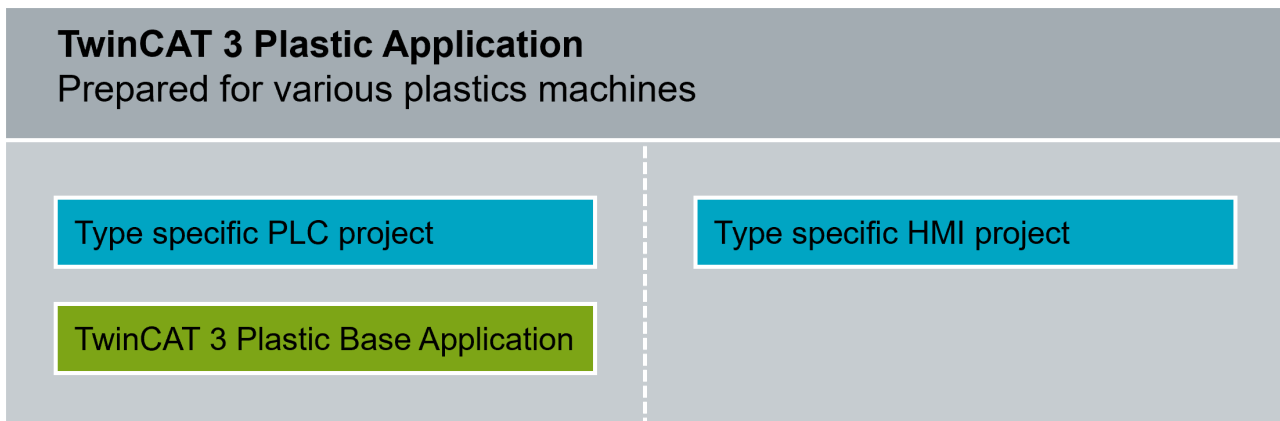 TwinCAT 3 Plastic Application
Prepared for various plastics machines
Type specific PLC project
Type specific HMI project
TwinCAT 3 Plastic Base Application